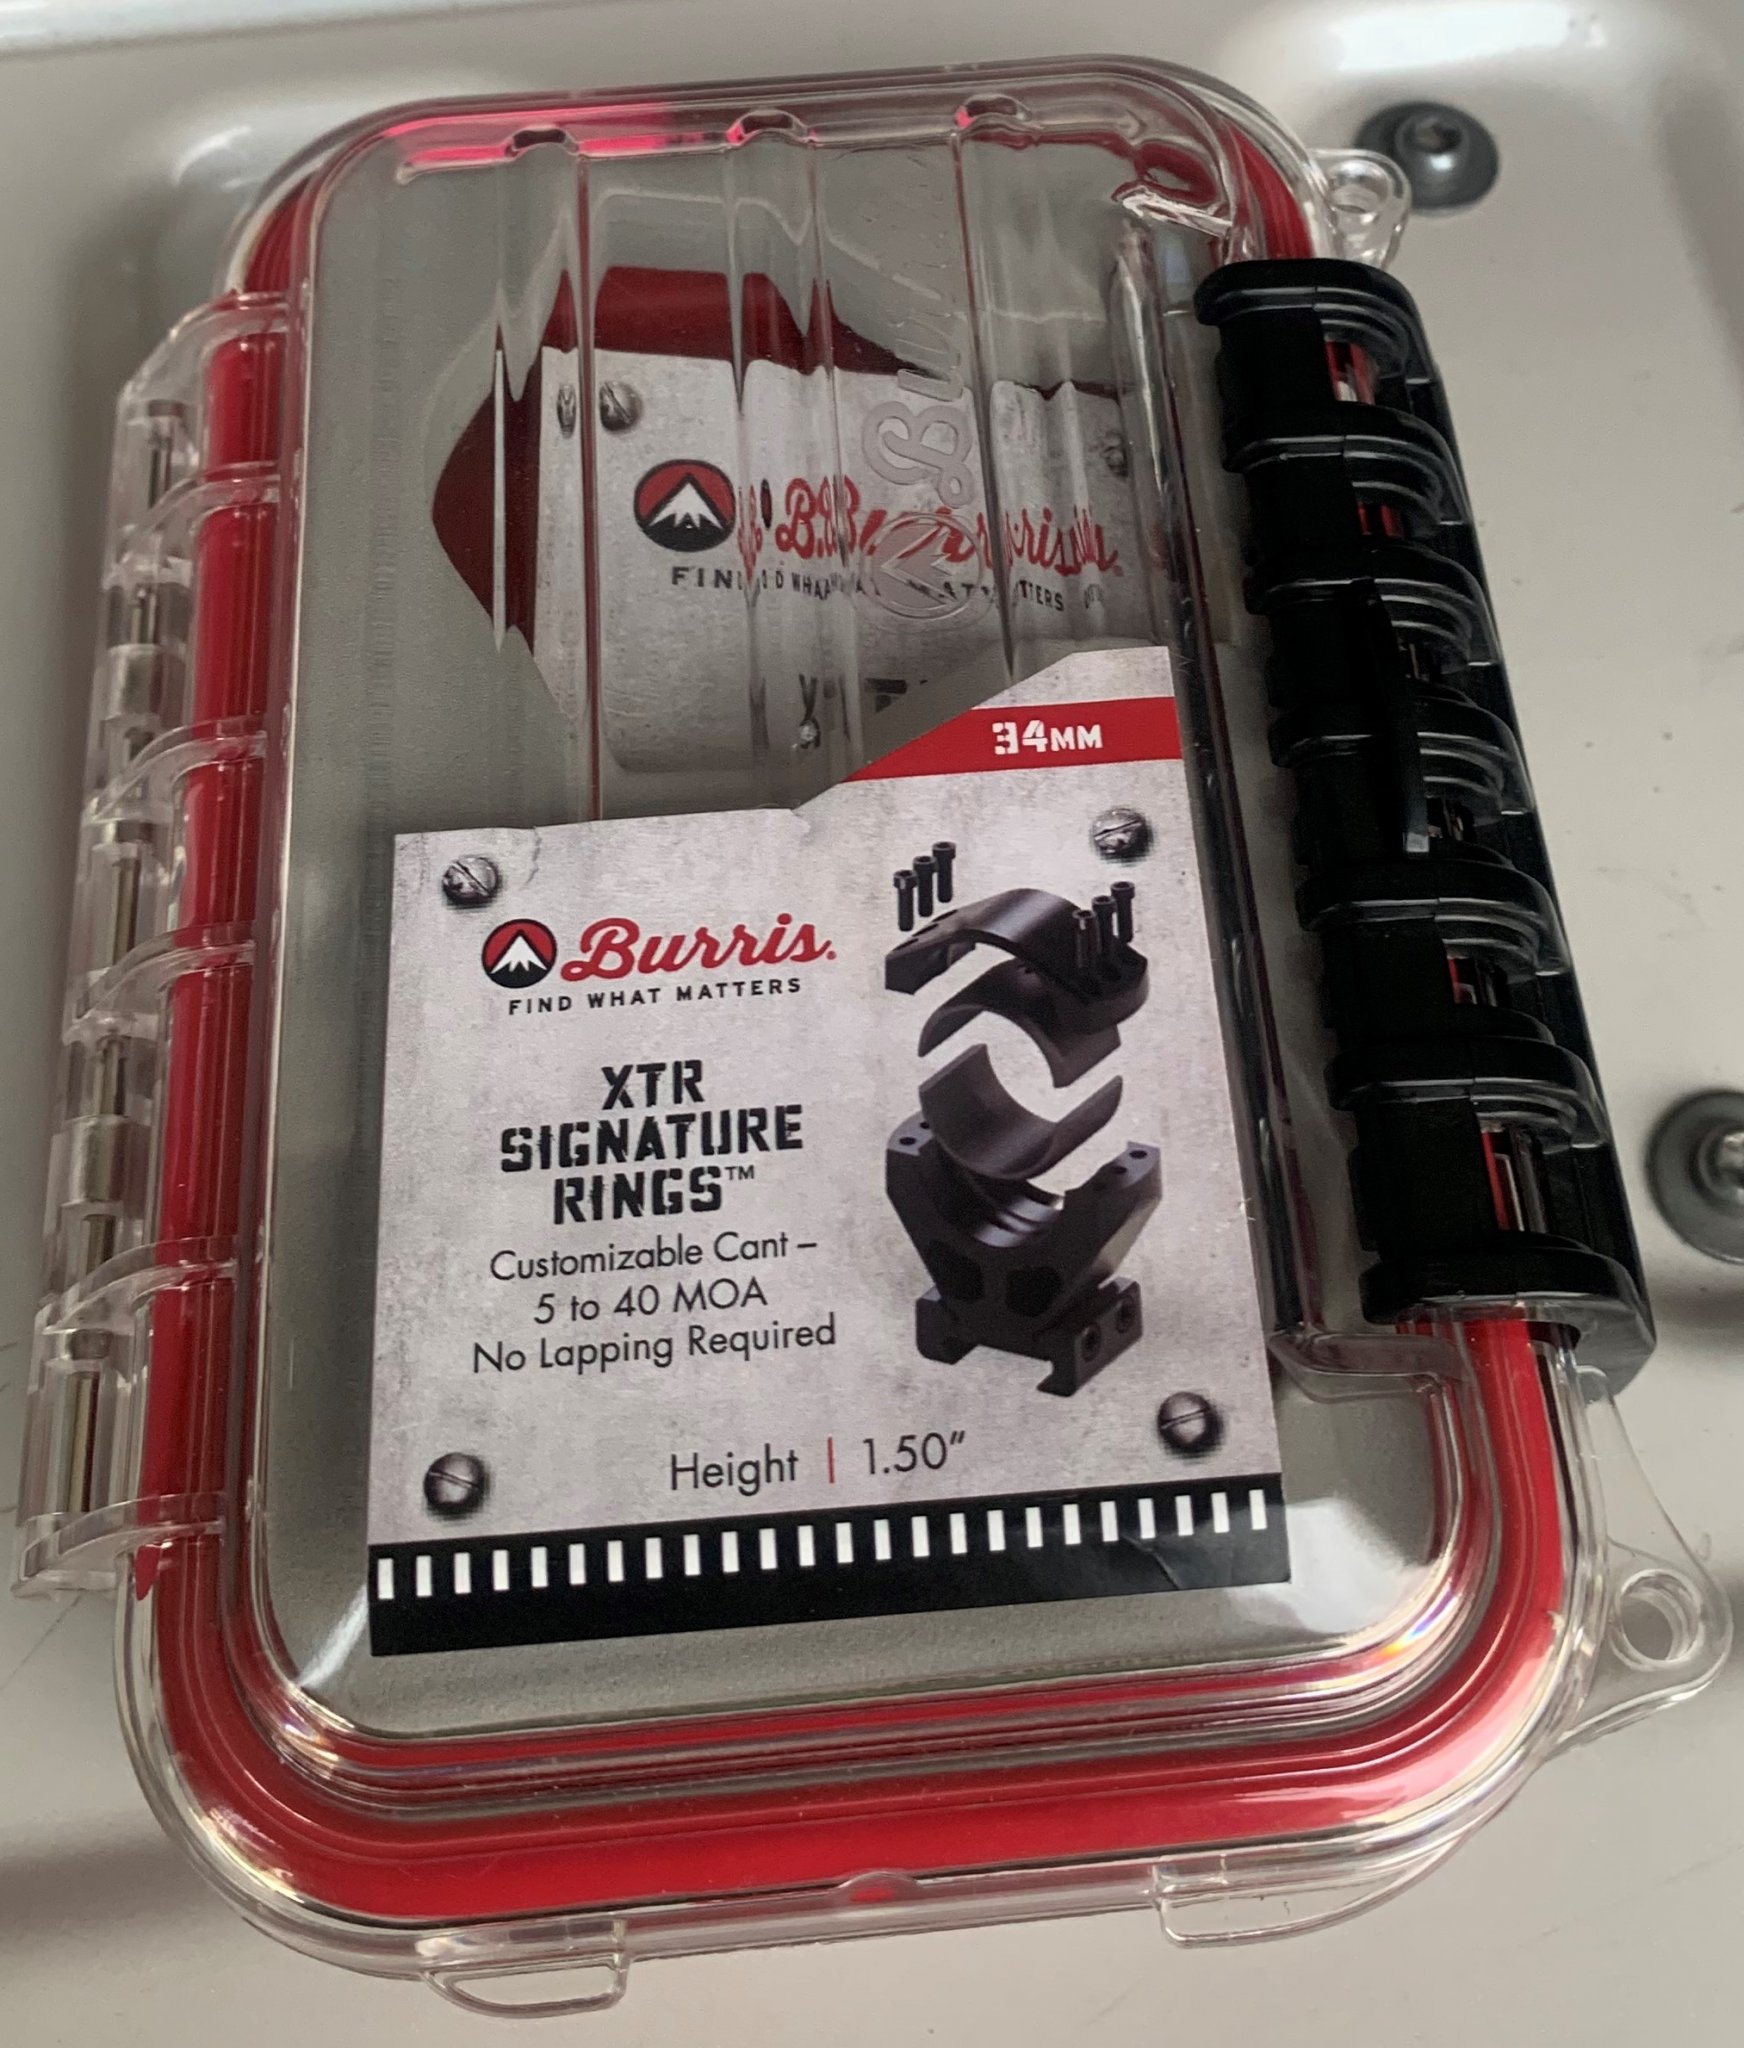 34MM
Burris.
FIND WHAT MATTERS
XTR
SIGNATURE
RINGS™
Customizable Cant –
5 to 40 MOA
No Lapping Required
Height | 1.50"